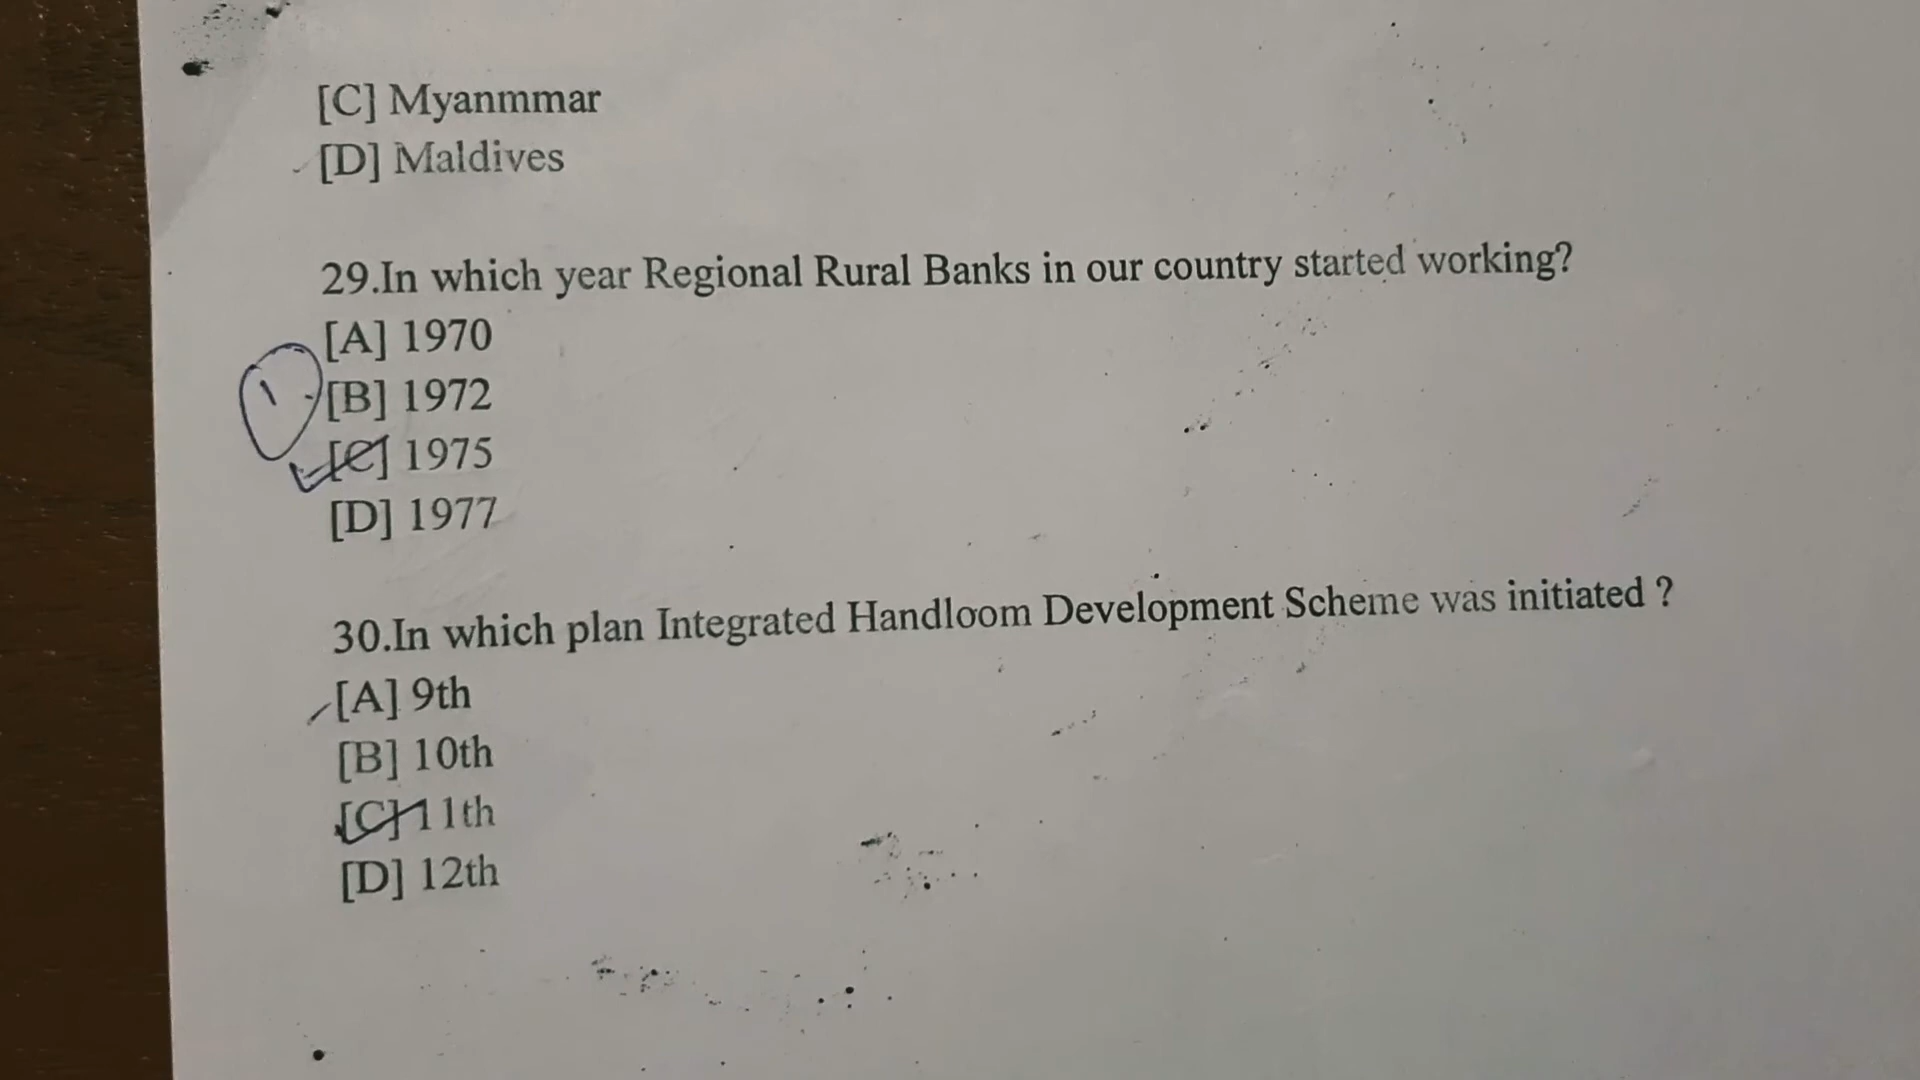 [C] Myanmmar
[D] Maldives
29.In which year Regional Rural Banks in our country started working?
[A] 1970
[B] 1972
[C] 1975
[D] 1977
30.In which plan Integrated Handloom Development Scheme was initiated ?
[A] 9th
[B] 10th
[C] 11th
[D] 12th